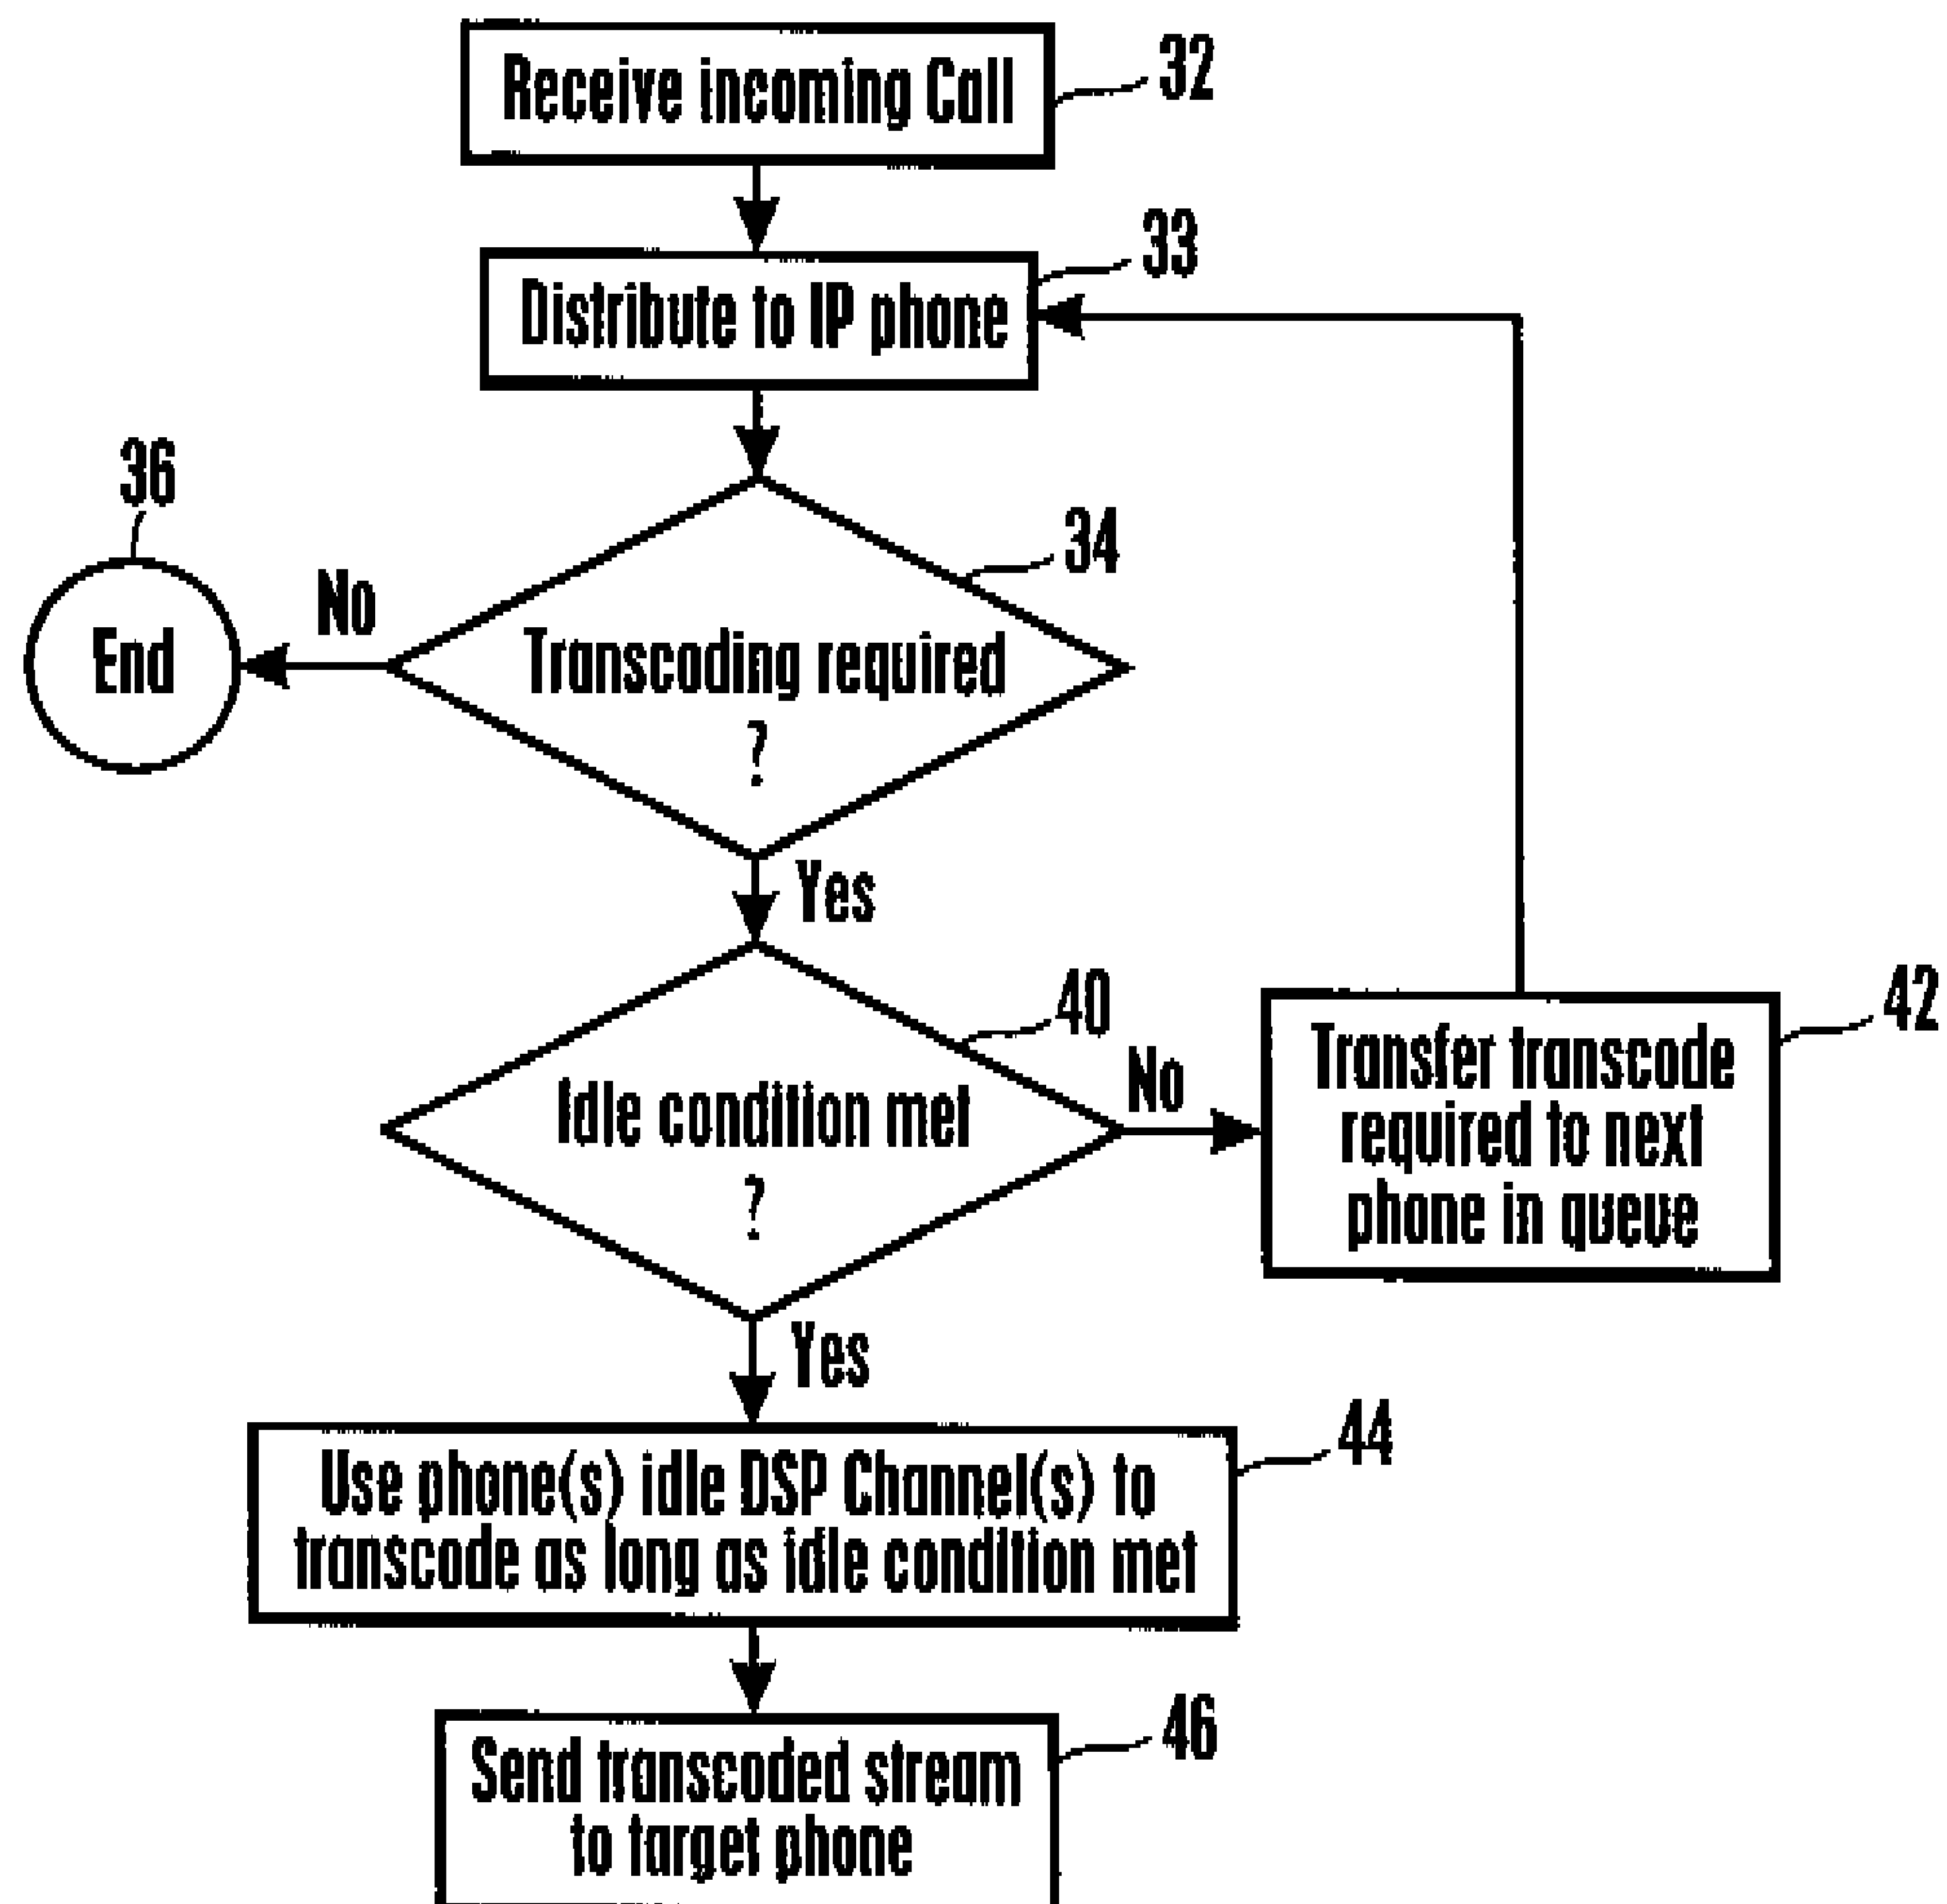 Receive incoming Call
32
Distribute to IP phone
33
36
End
No
34
Transcoding required
?
Yes
40
Idle condition met
?
No
42
Transfer transcode
required to next
phone in queue
Yes
44
Use phone(s) idle DSP Channel(s) to
transcode as long as idle condition met
46
Send transcoded stream
to target phone